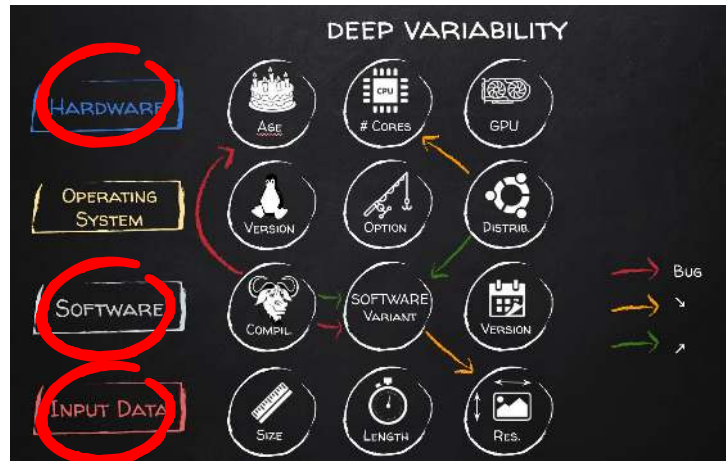 DEEP VARIABILITY
HARDWARE
CPU
AGE
# CORES
GPU
OPERATING
SYSTEM
VERSION
OPTION
DISTRIB.
SOFTWARE
COMPIL.
SOFTWARE
VARIANT
VERSION
BUG
↘
↗
INPUT DATA
SIZE
LENGTH
RES.